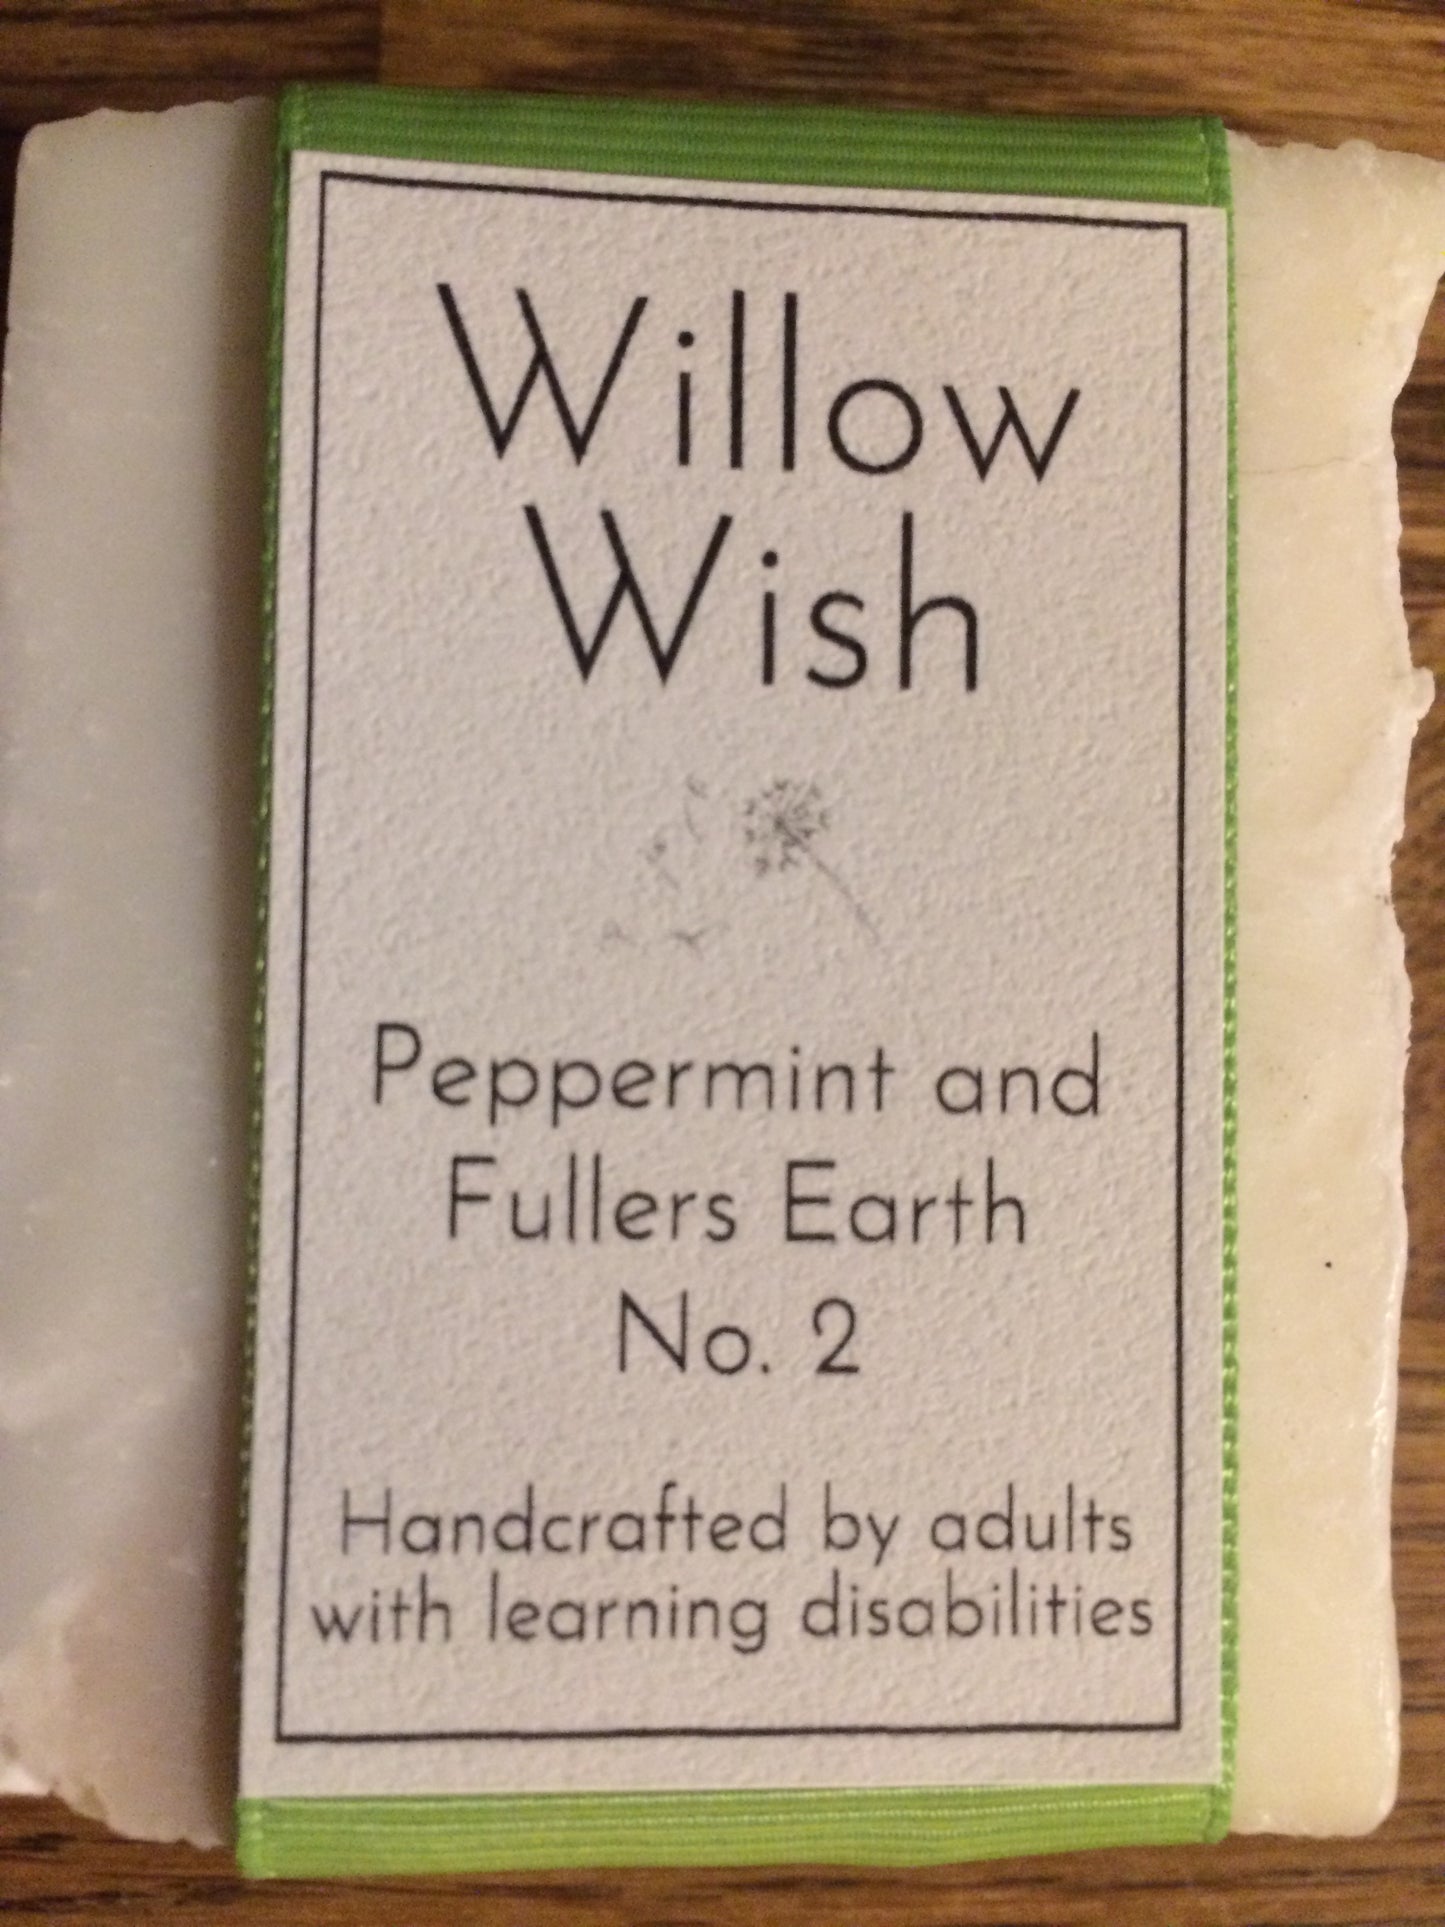 Willow
Wish
Peppermint and
Fullers Earth
No. 2
Handcrafted by adults
with learning disabilities